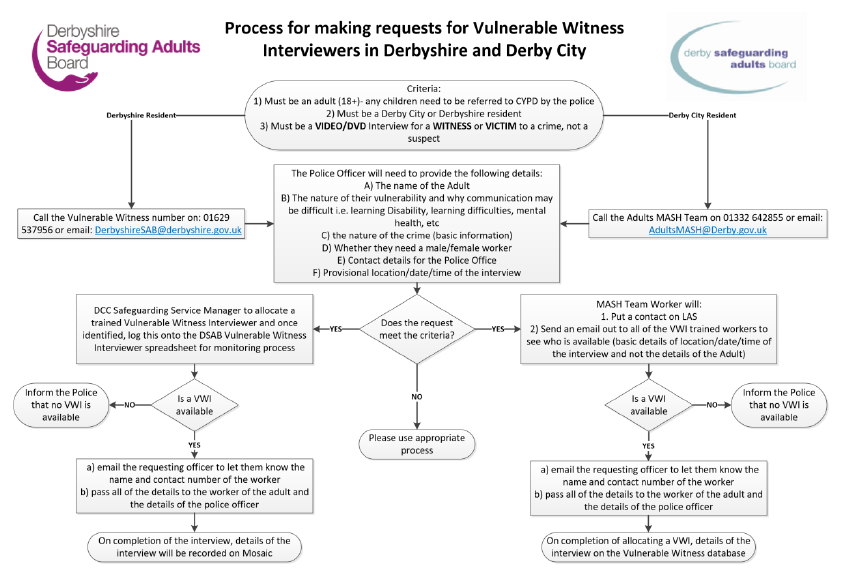 Derbyshire
Safeguarding Adults
Board
Process for making requests for Vulnerable Witness
Interviewers in Derbyshire and Derby City
derby safeguarding
adults board
Criteria:
1) Must be an adult (18+)- any children need to be referred to CYPD by the police
2) Must be a Derby City or Derbyshire resident
3) Must be a VIDEO/DVD Interview for a WITNESS or VICTIM to a crime, not a
suspect
Derbyshire Resident
Derby City Resident
Call the Vulnerable Witness number on: 01629
537956 or email: DerbyshireSAB@derbyshire.gov.uk
The Police Officer will need to provide the following details:
A) The name of the Adult
B) The nature of their vulnerability and why communication may
be difficult i.e. learning Disability, learning difficulties, mental
health, etc
C) the nature of the crime (basic information)
D) Whether they need a male/female worker
E) Contact details for the Police Office
F) Provisional location/date/time of the interview
Call the Adults MASH Team on 01332 642855 or email:
AdultsMASH@Derby.gov.uk
DCC Safeguarding Service Manager to allocate a
trained Vulnerable Witness Interviewer and once
identified, log this onto the DSAB Vulnerable Witness
Interviewer spreadsheet for monitoring process
YES
Does the request
meet the criteria?
YES
MASH Team Worker will:
1. Put a contact on LAS
2) Send an email out to all of the VWI trained workers to
see who is available (basic details of location/date/time of
the interview and not the details of the Adult)
NO
Please use appropriate
process
Inform the Police
that no VWI is
available
NO
Is a VWI
available
YES
a) email the requesting officer to let them know the
name and contact number of the worker
b) pass all of the details to the worker of the adult and
the details of the police officer
On completion of the interview, details of the
interview will be recorded on Mosaic
Is a VWI
available
NO
Inform the Police
that no VWI is
available
YES
a) email the requesting officer to let them know the
name and contact number of the worker
b) pass all of the details to the worker of the adult and
the details of the police officer
On completion of allocating a VWI, details of the
interview on the Vulnerable Witness database